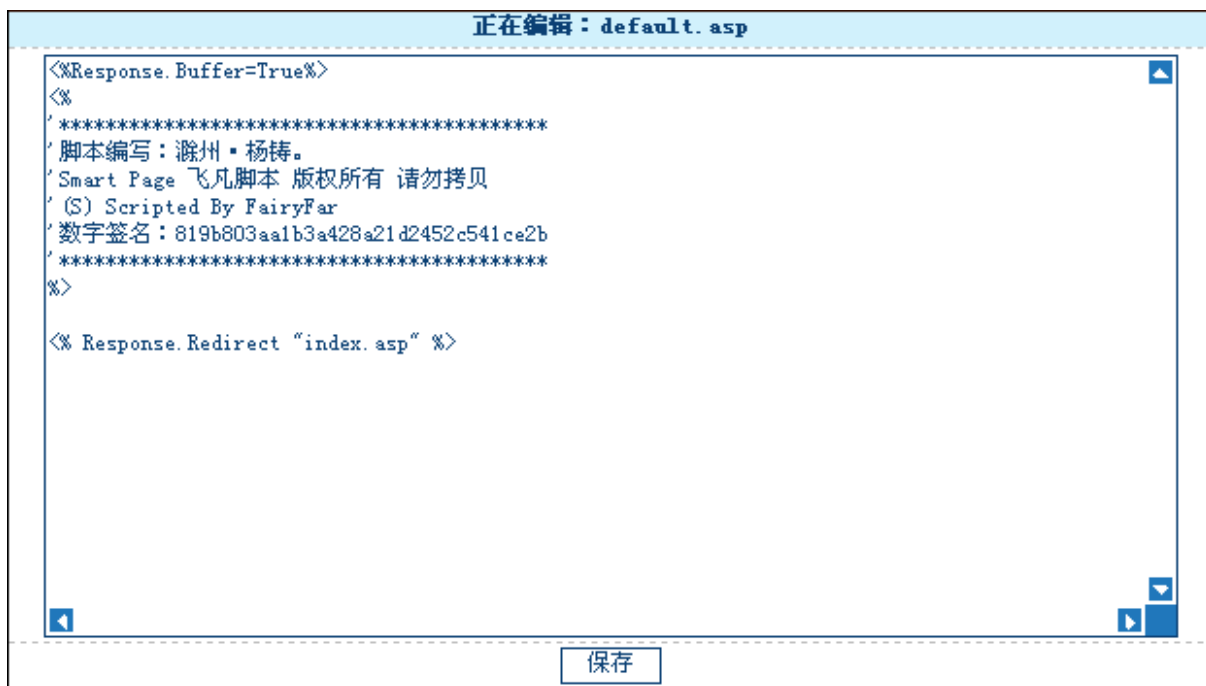 正在编辑：default.asp
<%Response.Buffer=True%>
<%
'******************************************
'脚本编写：滁州·杨铸。
'Smart Page 飞凡脚本 版权所有 请勿拷贝
'(S) Scripted By FairyFar
'数字签名：819b803aa1b3a428a21d2452c541ce2b
'******************************************
%>
<% Response.Redirect "index.asp" %>
保存